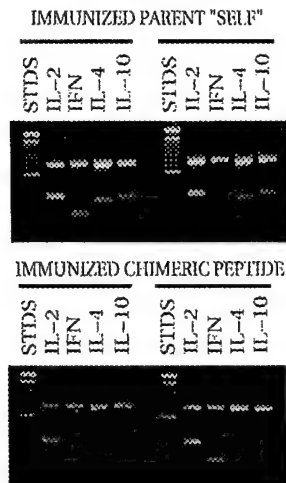 IMMUNIZED PARENT "SELF"
STDS IL-2 IFN IL-4 IL-10 STDS IL-2 IFN IL-4 IL-10
IMMUNIZED CHIMERIC PEPTIDE
STDS IL-2 IFN IL-4 IL-10 STDS IL-2 IFN IL-4 IL-10